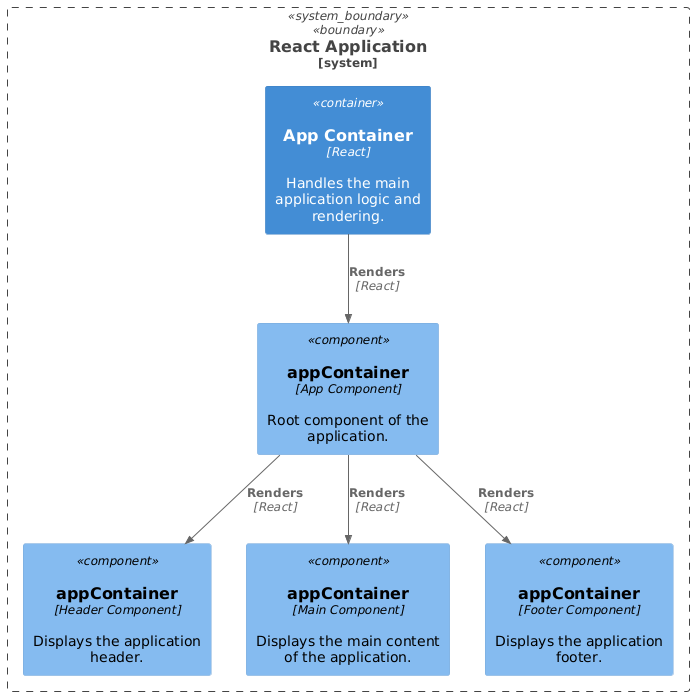 «system_boundary»
«boundary»
React Application
[system]
«container»
App Container
[React]
Handles the main
application logic and
rendering.
Renders
[React]
«component»
appContainer
[App Component]
Root component of the
application.
Renders
[React]
Renders
[React]
Renders
[React]
«component»
appContainer
[Header Component]
Displays the application
header.
«component»
appContainer
[Main Component]
Displays the main content
of the application.
«component»
appContainer
[Footer Component]
Displays the application
footer.